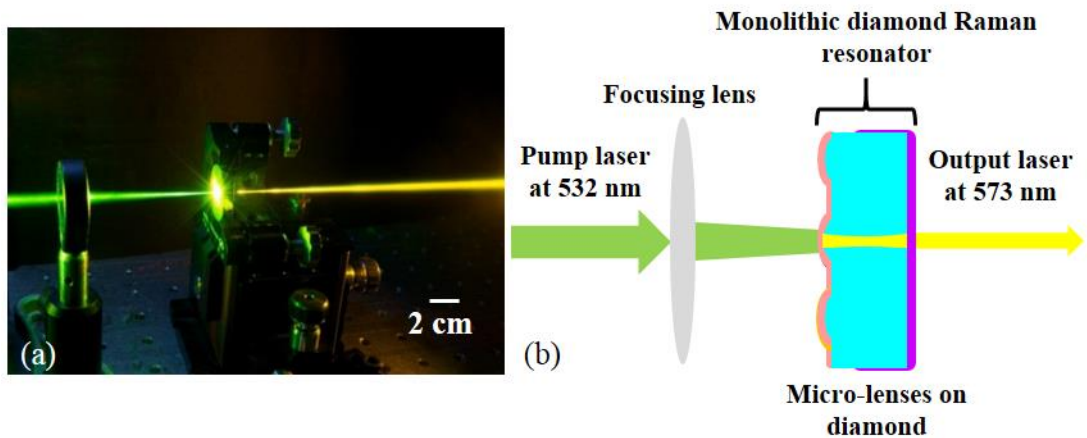 2 cm
(a)
Monolithic diamond Raman
resonator
Focusing lens
Pump laser
at 532 nm
Output laser
at 573 nm
(b)
Micro-lenses on
diamond